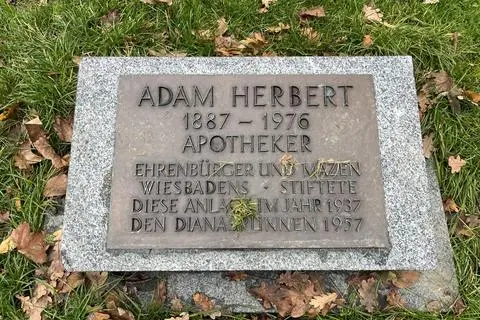 ADAM HERBERT
1887 – 1976
APOTHEKER
EHRENBÜRGER UND MÄZEN
WIESBADENS · STIFTETE
DIESE ANLAGE IM JAHR 1937
DEN DIANABRUNNEN 1957